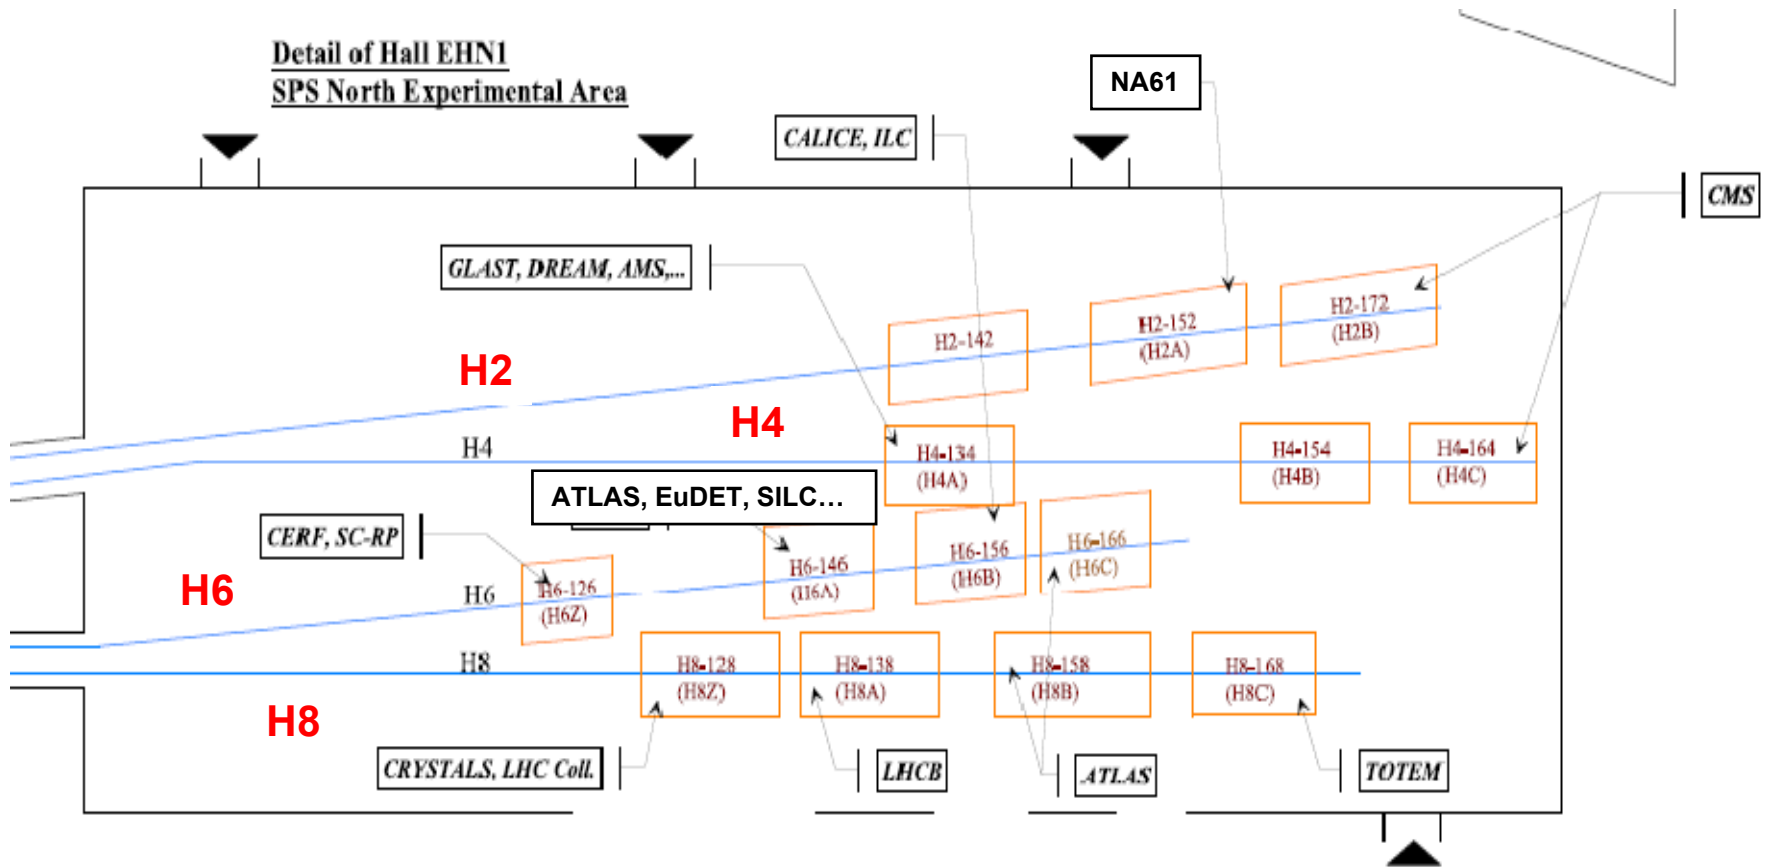 Detail of Hall EHN1
SPS North Experimental Area
NA61
CALICE, ILC
CMS
GLAST, DREAM, AMS,...
H2-172
(H2B)
H2-152
(H2A)
H2-142
H2
H4
H4
H4-134
(H4A)
H4-154
(H4B)
H4-164
(H4C)
ATLAS, EuDET, SILC…
CERF, SC-RP
H6-166
(H6C)
H6-156
(H6B)
H6-146
(H6A)
H6-126
(H6Z)
H6
H6
H8
H8-128
(H8Z)
H8-138
(H8A)
H8-158
(H8B)
H8-168
(H8C)
H8
CRYSTALS, LHC Coll.
LHCB
ATLAS
TOTEM